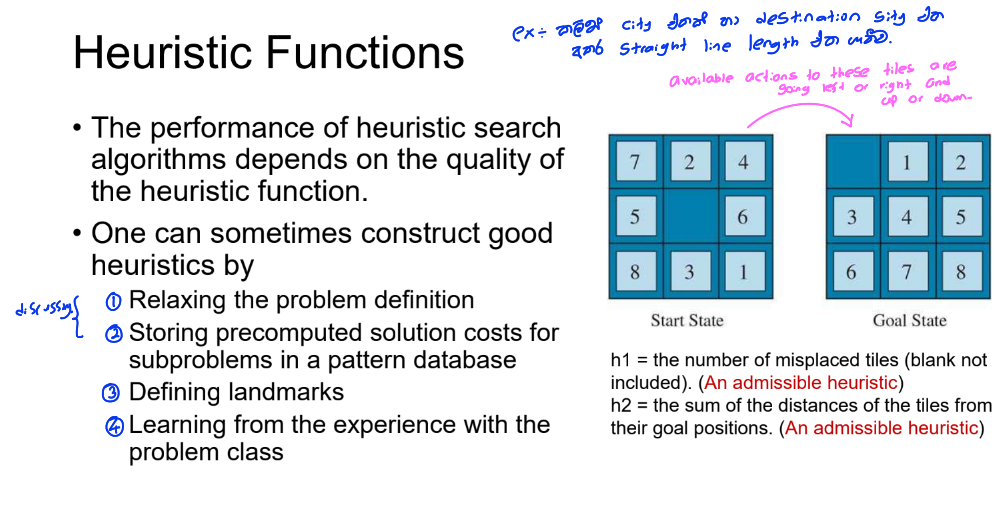 Heuristic Functions
ex ÷ city දෙකක් හා destination sity එක
අතර straight line length එක
available actions to these tiles are
going left or right and
up or down.
• The performance of heuristic search
algorithms depends on the quality of
the heuristic function.
• One can sometimes construct good
heuristics by
discussing
① Relaxing the problem definition
② Storing precomputed solution costs for
subproblems in a pattern database
③ Defining landmarks
④ Learning from the experience with the
problem class
7 2 4
5 6
8 3 1
Start State
1 2
3 4 5
6 7 8
Goal State
h1 = the number of misplaced tiles (blank not
included). (An admissible heuristic)
h2 = the sum of the distances of the tiles from
their goal positions. (An admissible heuristic)